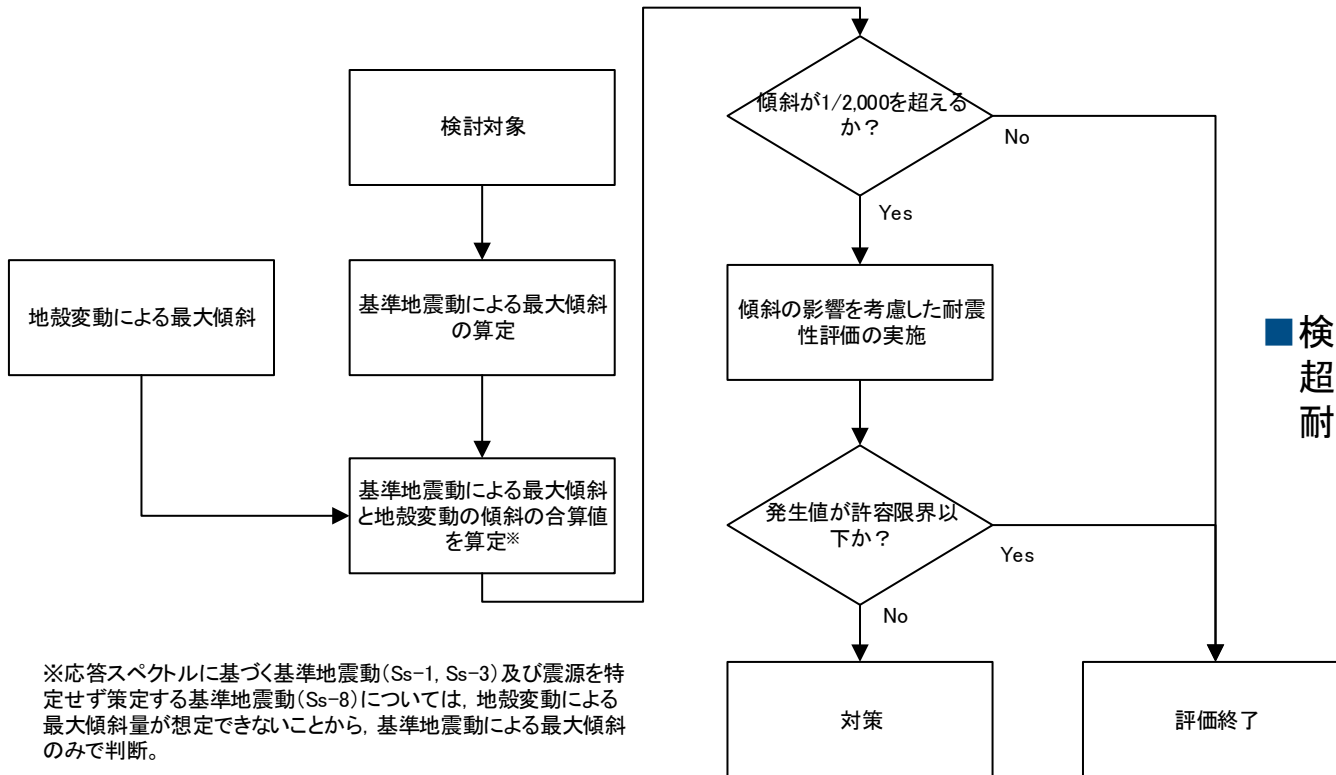 検討対象
地殻変動による最大傾斜
基準地震動による最大傾斜
の算定
基準地震動による最大傾斜
と地殻変動の傾斜の合算値
を算定※
傾斜が1/2,000を超える
か？
No
Yes
傾斜の影響を考慮した耐震
性評価の実施
発生値が許容限界以
下か？
Yes
No
対策
評価終了
■検
超
耐
※応答スペクトルに基づく基準地震動(Ss-1, Ss-3)及び震源を特
定せず策定する基準地震動(Ss-8)については, 地殻変動による
最大傾斜量が想定できないことから, 基準地震動による最大傾斜
のみで判断。